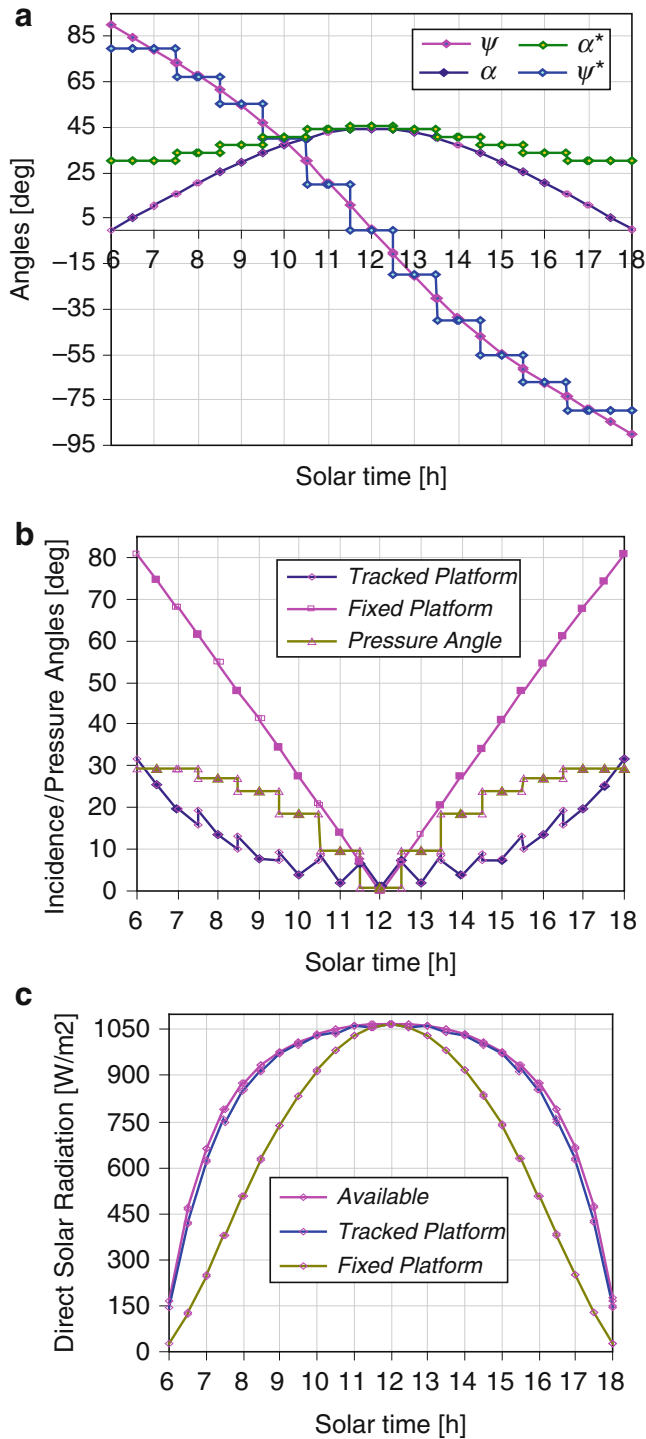 a
85
65
45
25
5
−15
−35
−55
−75
−95
Angles [deg]
ψ α*
α ψ*
6 7 8 9 10 11 12 13 14 15 16 17 18
Solar time [h]
b
80
70
60
50
40
30
20
10
0
Incidence/Pressure Angles [deg]
Tracked Platform
Fixed Platform
Pressure Angle
6 7 8 9 10 11 12 13 14 15 16 17 18
Solar time [h]
c
1050
900
750
600
450
300
150
0
Direct Solar Radiation [W/m2]
Available
Tracked Platform
Fixed Platform
6 7 8 9 10 11 12 13 14 15 16 17 18
Solar time [h]